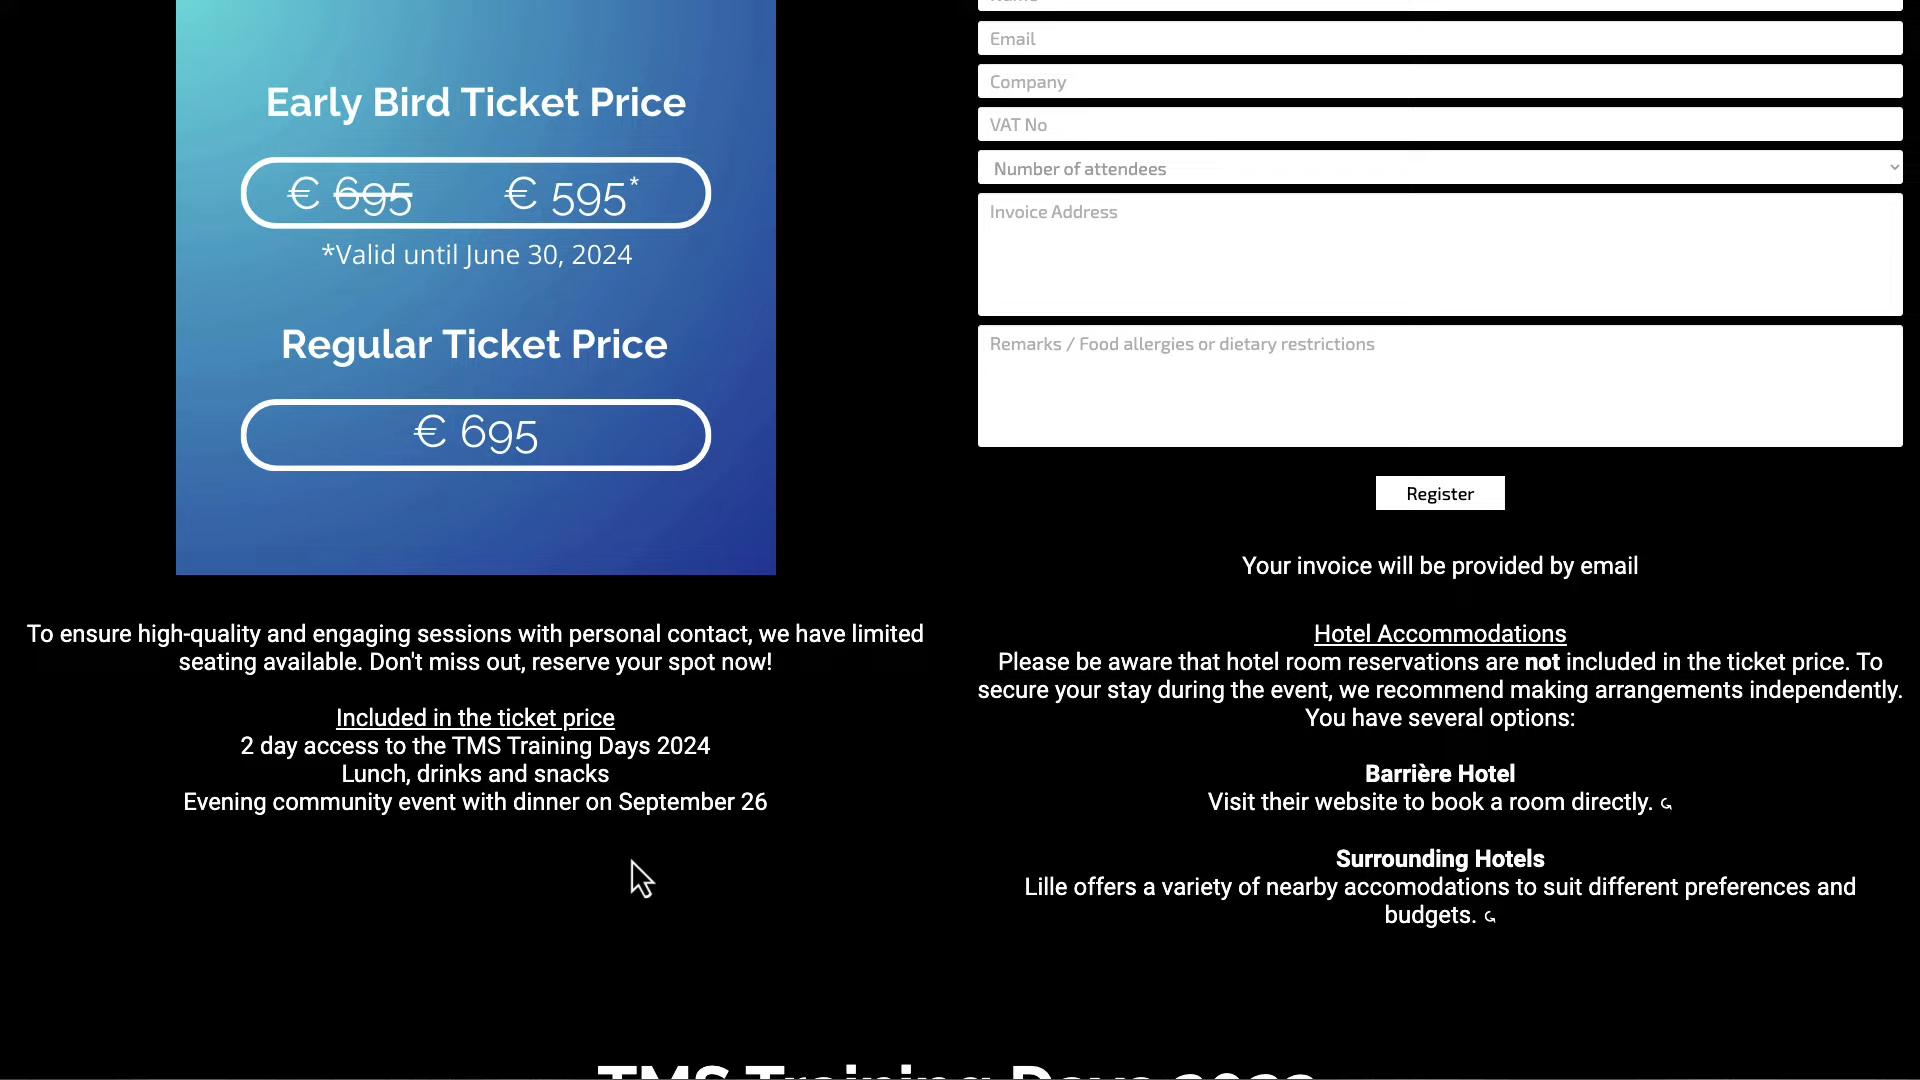 Early Bird Ticket Price
€ 695 € 595*
*Valid until June 30, 2024
Regular Ticket Price
€ 695
To ensure high-quality and engaging sessions with personal contact, we have limited
seating available. Don't miss out, reserve your spot now!
Included in the ticket price
2 day access to the TMS Training Days 2024
Lunch, drinks and snacks
Evening community event with dinner on September 26
Email
Company
VAT No
Number of attendees
Invoice Address
Remarks / Food allergies or dietary restrictions
Register
Your invoice will be provided by email
Hotel Accommodations
Please be aware that hotel room reservations are not included in the ticket price. To
secure your stay during the event, we recommend making arrangements independently.
You have several options:
Barrière Hotel
Visit their website to book a room directly.
Surrounding Hotels
Lille offers a variety of nearby accomodations to suit different preferences and
budgets.
TMS Training Days